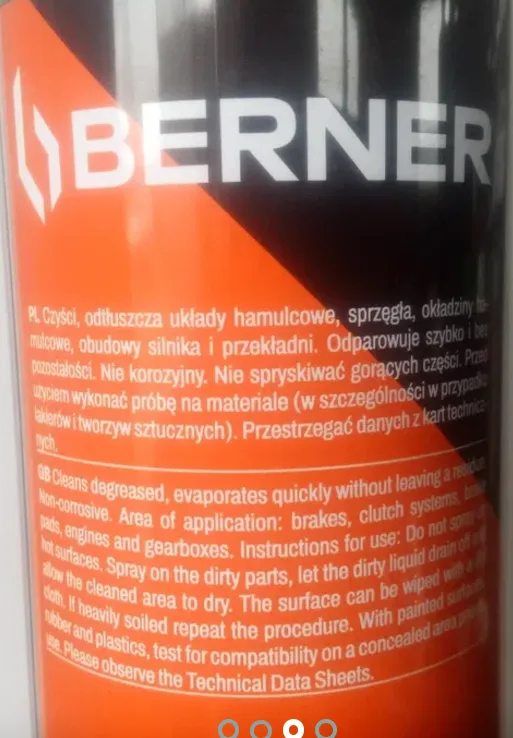 BERNER
PL Czyści, odtłuszcza układy hamulcowe, sprzęgła, okładziny ha-
mulcowe, obudowy silnika i przekładni. Odparowuje szybko i bez
pozostałości. Nie korozyjny. Nie spryskiwać gorących części. Przed
użyciem wykonać próbę na materiale (w szczególności w przypadku
lakierów i tworzyw sztucznych). Przestrzegać danych z kart technicz-
nych.
GB Cleans degreased, evaporates quickly without leaving a residue.
Non-corrosive. Area of application: brakes, clutch systems, brake
pads, engines and gearboxes. Instructions for use: Do not spray on
hot surfaces. Spray on the dirty parts, let the dirty liquid drain off and
allow the cleaned area to dry. The surface can be wiped with a
cloth. If heavily soiled repeat the procedure. With painted surfaces,
rubber and plastics, test for compatibility on a concealed area
use. Please observe the Technical Data Sheets.